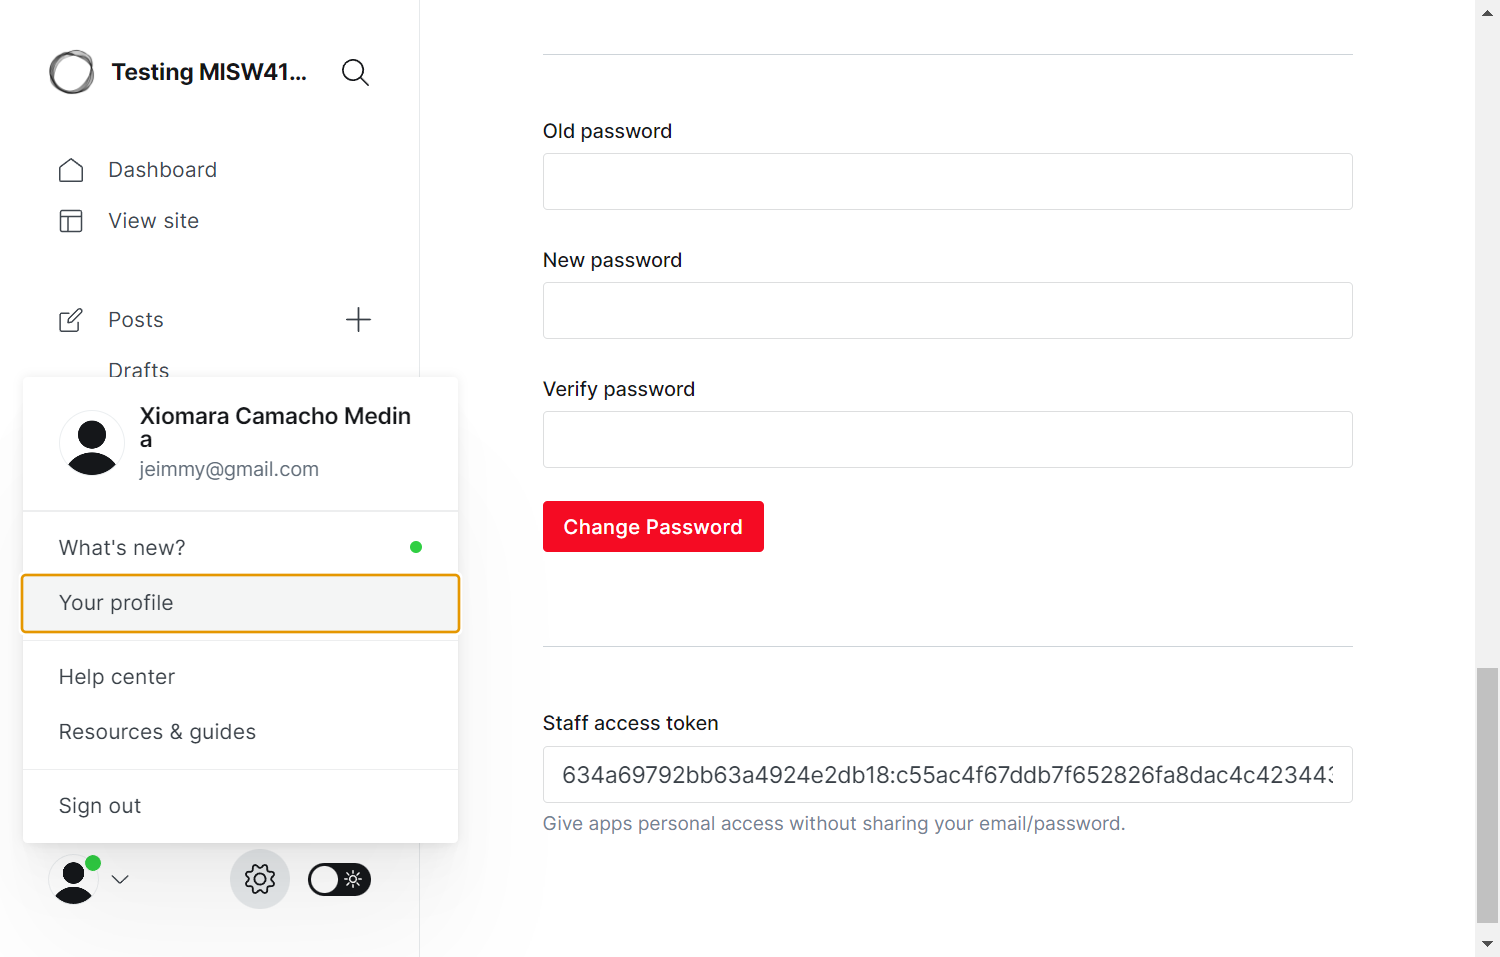 Testing MISW41...
Dashboard
View site
Posts
Drafts
Xiomara Camacho Medin
a
jeimmy@gmail.com
What's new?
Your profile
Help center
Resources & guides
Sign out
Old password
New password
Verify password
Change Password
Staff access token
634a69792bb63a4924e2db18:c55ac4f67ddb7f652826fa8dac4c423443
Give apps personal access without sharing your email/password.